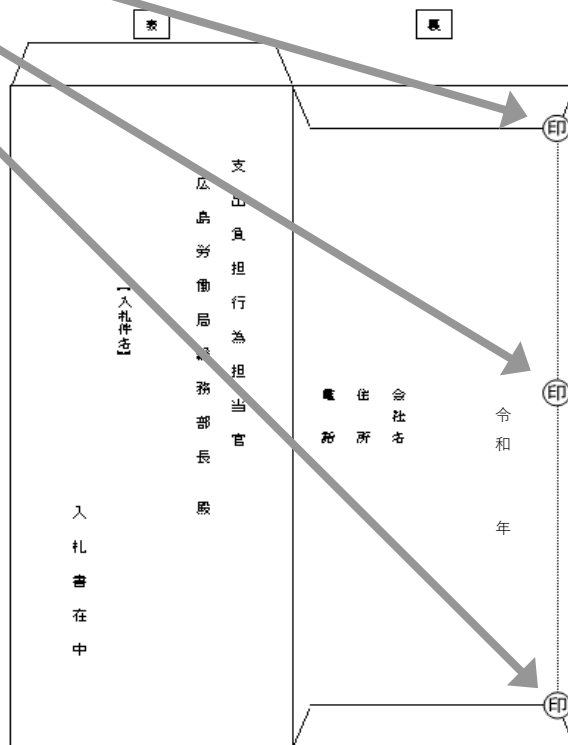 表
裏
支出負担行為担当官
広島労働局総務部長 殿
【入札件名】
入札書在中
印
印
印
令和 年
会社名
住所
電話